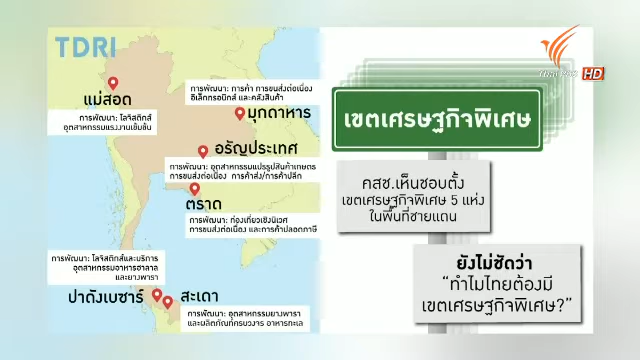 TDRI
แม่สอด
การพัฒนา: โลจิสติกส์
อุตสาหกรรมแรงงานเข้มข้น
การพัฒนา: การค้า การขนส่งต่อเนื่อง
อิเล็กทรอนิกส์ และคลังสินค้า
มุกดาหาร
อรัญประเทศ
การพัฒนา: อุตสาหกรรมแปรรูปสินค้าเกษตร
การขนส่งต่อเนื่อง การค้าส่ง/การค้าปลีก
ตราด
การพัฒนา: ท่องเที่ยวเชิงนิเวศ
การขนส่งต่อเนื่อง และการค้าปลอดภาษี
การพัฒนา: โลจิสติกส์และบริการ
อุตสาหกรรมอาหารฮาลาล
และยางพารา
ปาดังเบซาร์
สะเดา
การพัฒนา: อุตสาหกรรมยางพารา
และผลิตภัณฑ์ครบวงจร อาหารทะเล
Thai PBS HD
เขตเศรษฐกิจพิเศษ
คสช.เห็นชอบตั้ง
เขตเศรษฐกิจพิเศษ 5 แห่ง
ในพื้นที่ชายแดน
ยังไม่ชัดว่า
“ทำไมไทยต้องมี
เขตเศรษฐกิจพิเศษ?”